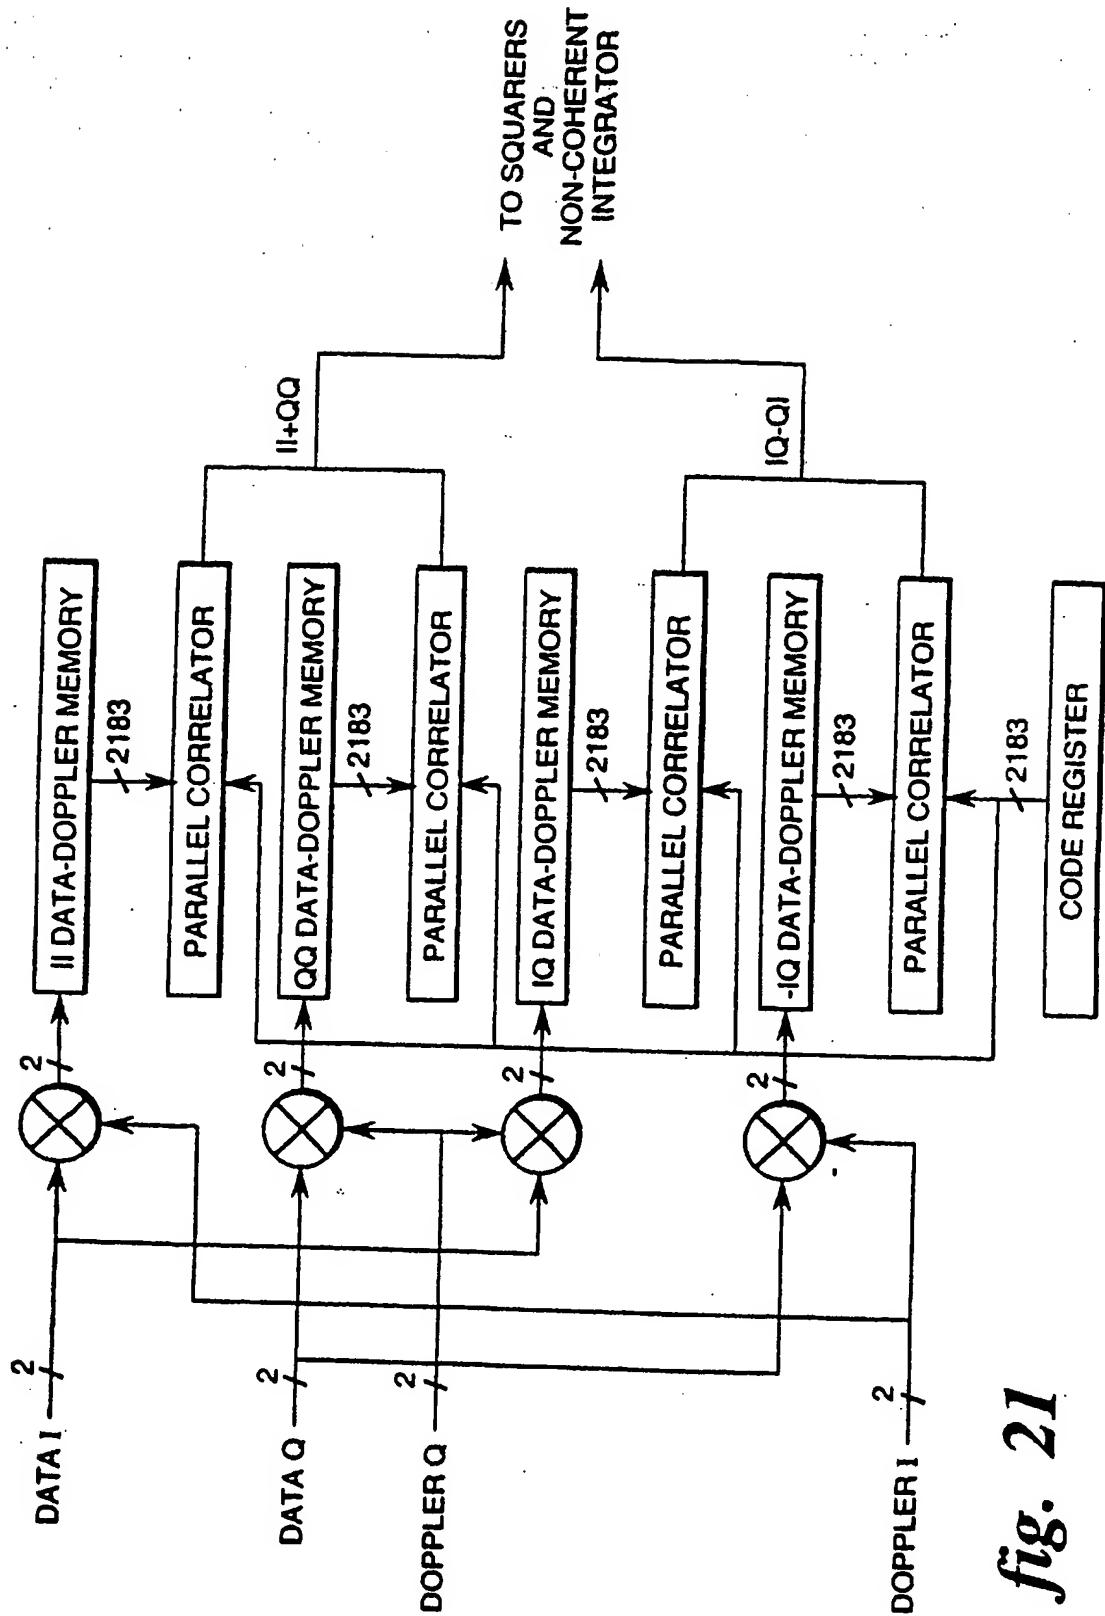 DATA I
2
DATA Q
2
DOPPLER Q
2
DOPPLER I
2
2
2
2
2
-
II DATA-DOPPLER MEMORY
2183
PARALLEL CORRELATOR
QQ DATA-DOPPLER MEMORY
2183
PARALLEL CORRELATOR
IQ DATA-DOPPLER MEMORY
2183
PARALLEL CORRELATOR
-IQ DATA-DOPPLER MEMORY
2183
PARALLEL CORRELATOR
2183
CODE REGISTER
II+QQ
IQ-QI
TO SQUARERS
AND
NON-COHERENT
INTEGRATOR
fig. 21